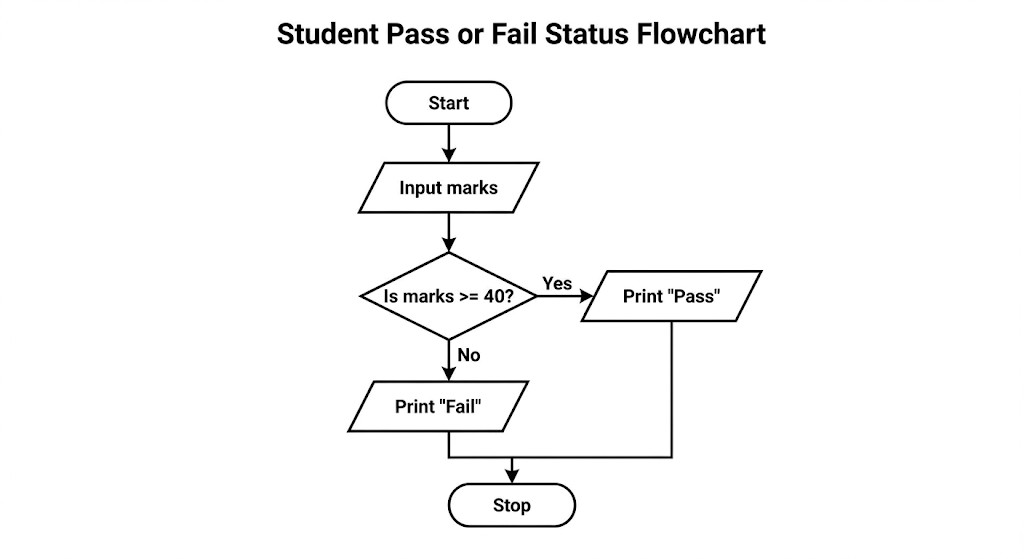 Student Pass or Fail Status Flowchart
Start
Input marks
Is marks >= 40?
Yes
Print "Pass"
No
Print "Fail"
Stop